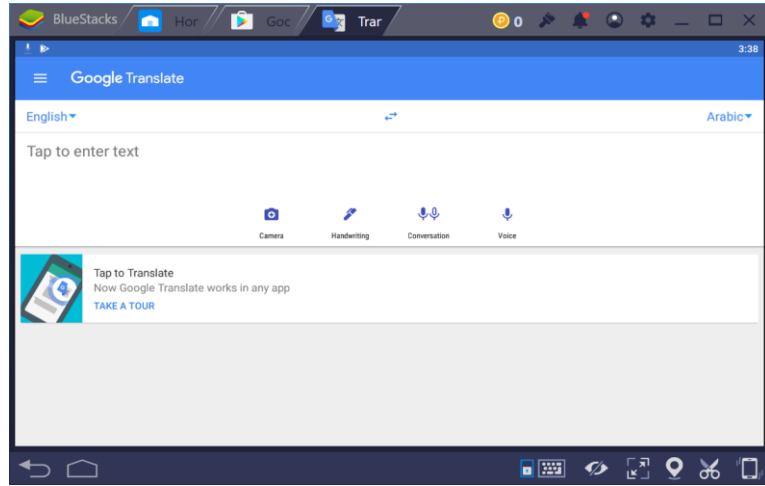 BlueStacks Hor Goc Trar 0
3:38
Google Translate
English Arabic
Tap to enter text
Camera Handwriting Conversation Voice
Tap to Translate
Now Google Translate works in any app
TAKE A TOUR